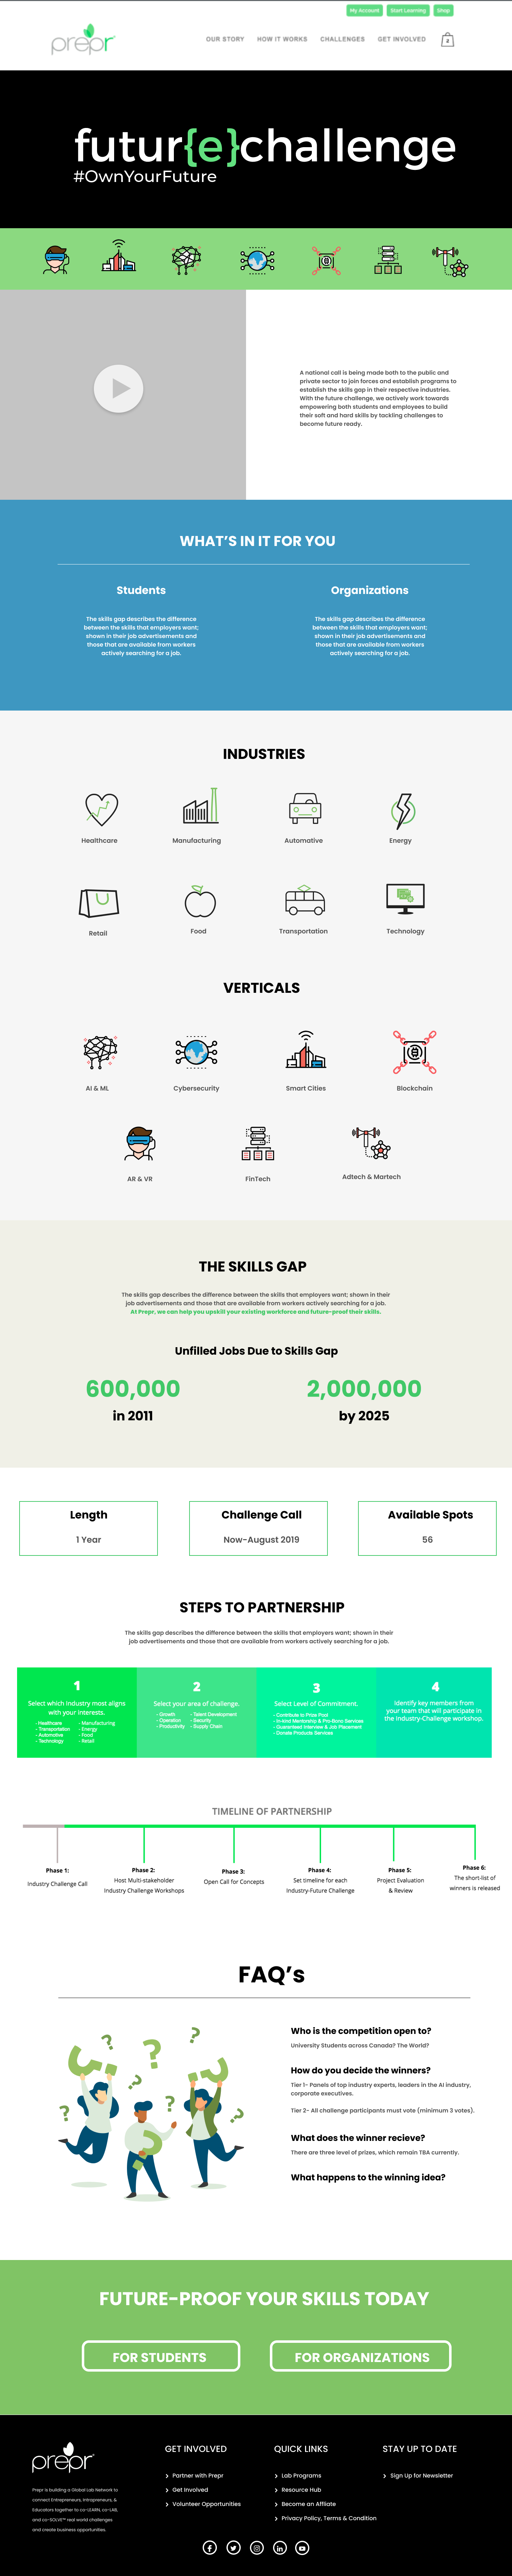 My Account Start Learning Shop
prepr
OUR STORY HOW IT WORKS CHALLENGES GET INVOLVED 2
futur{e}challenge
#OwnYourFuture
A national call is being made both to the public and
private sector to join forces and establish programs to
establish the skills gap in their respective industries.
With the future challenge, we actively work towards
empowering both students and employees to build
their soft and hard skills by tackling challenges to
become future ready.
WHAT'S IN IT FOR YOU
Students
The skills gap describes the difference
between the skills that employers want;
shown in their job advertisements and
those that are available from workers
actively searching for a job.
Organizations
The skills gap describes the difference
between the skills that employers want;
shown in their job advertisements and
those that are available from workers
actively searching for a job.
INDUSTRIES
Healthcare Manufacturing Automative Energy
Retail Food Transportation Technology
VERTICALS
AI & ML Cybersecurity Smart Cities Blockchain
AR & VR FinTech Adtech & Martech
THE SKILLS GAP
The skills gap describes the difference between the skills that employers want; shown in their
job advertisements and those that are available from workers actively searching for a job.
At Prepr, we can help you upskill your existing workforce and future-proof their skills.
Unfilled Jobs Due to Skills Gap
600,000 2,000,000
in 2011 by 2025
Length
1 Year
Challenge Call
Now-August 2019
Available Spots
56
STEPS TO PARTNERSHIP
The skills gap describes the difference between the skills that employers want; shown in their
job advertisements and those that are available from workers actively searching for a job.
1
Select which Industry most aligns
with your Interests.
- Healthcare - Manufacturing
- Transportation - Energy
- Automotive - Food
- Technology - Retail
2
Select your area of challenge.
- Growth - Talent Development
- Operation - Security
- Productivity - Supply Chain
3
Select Level of Commitment.
- Contribute to Prize Pool
- In-kind Mentorship & Pro-Bono Services
- Guaranteed Interview & Job Placement
- Donate Products Services
4
Identify key members from
your team that will participate in
the Industry-Challenge workshop.
TIMELINE OF PARTNERSHIP
Phase 1:
Industry Challenge Call
Phase 2:
Host Multi-stakeholder
Industry Challenge Workshops
Phase 3:
Open Call for Concepts
Phase 4:
Set timeline for each
Industry-Future Challenge
Phase 5:
Project Evaluation
& Review
Phase 6:
The short-list of
winners is released
FAQ's
Who is the competition open to?
University Students across Canada? The World?
How do you decide the winners?
Tier 1- Panels of top industry experts, leaders in the AI industry,
corporate executives.
Tier 2- All challenge participants must vote (minimum 3 votes).
What does the winner recieve?
There are three level of prizes, which remain TBA currently.
What happens to the winning idea?
FUTURE-PROOF YOUR SKILLS TODAY
FOR STUDENTS FOR ORGANIZATIONS
prepr
Prepr is building a Global Lab Network to
connect Entrepreneurs, Intrapreneurs, &
Educators together to co-LEARN, co-LAB,
and co-SOLVE™ real world challenges
and create business opportunities.
GET INVOLVED
Partner with Prepr
Get Involved
Volunteer Opportunities
QUICK LINKS
Lab Programs
Resource Hub
Become an Affliate
Privacy Policy, Terms & Condition
STAY UP TO DATE
Sign Up for Newsletter